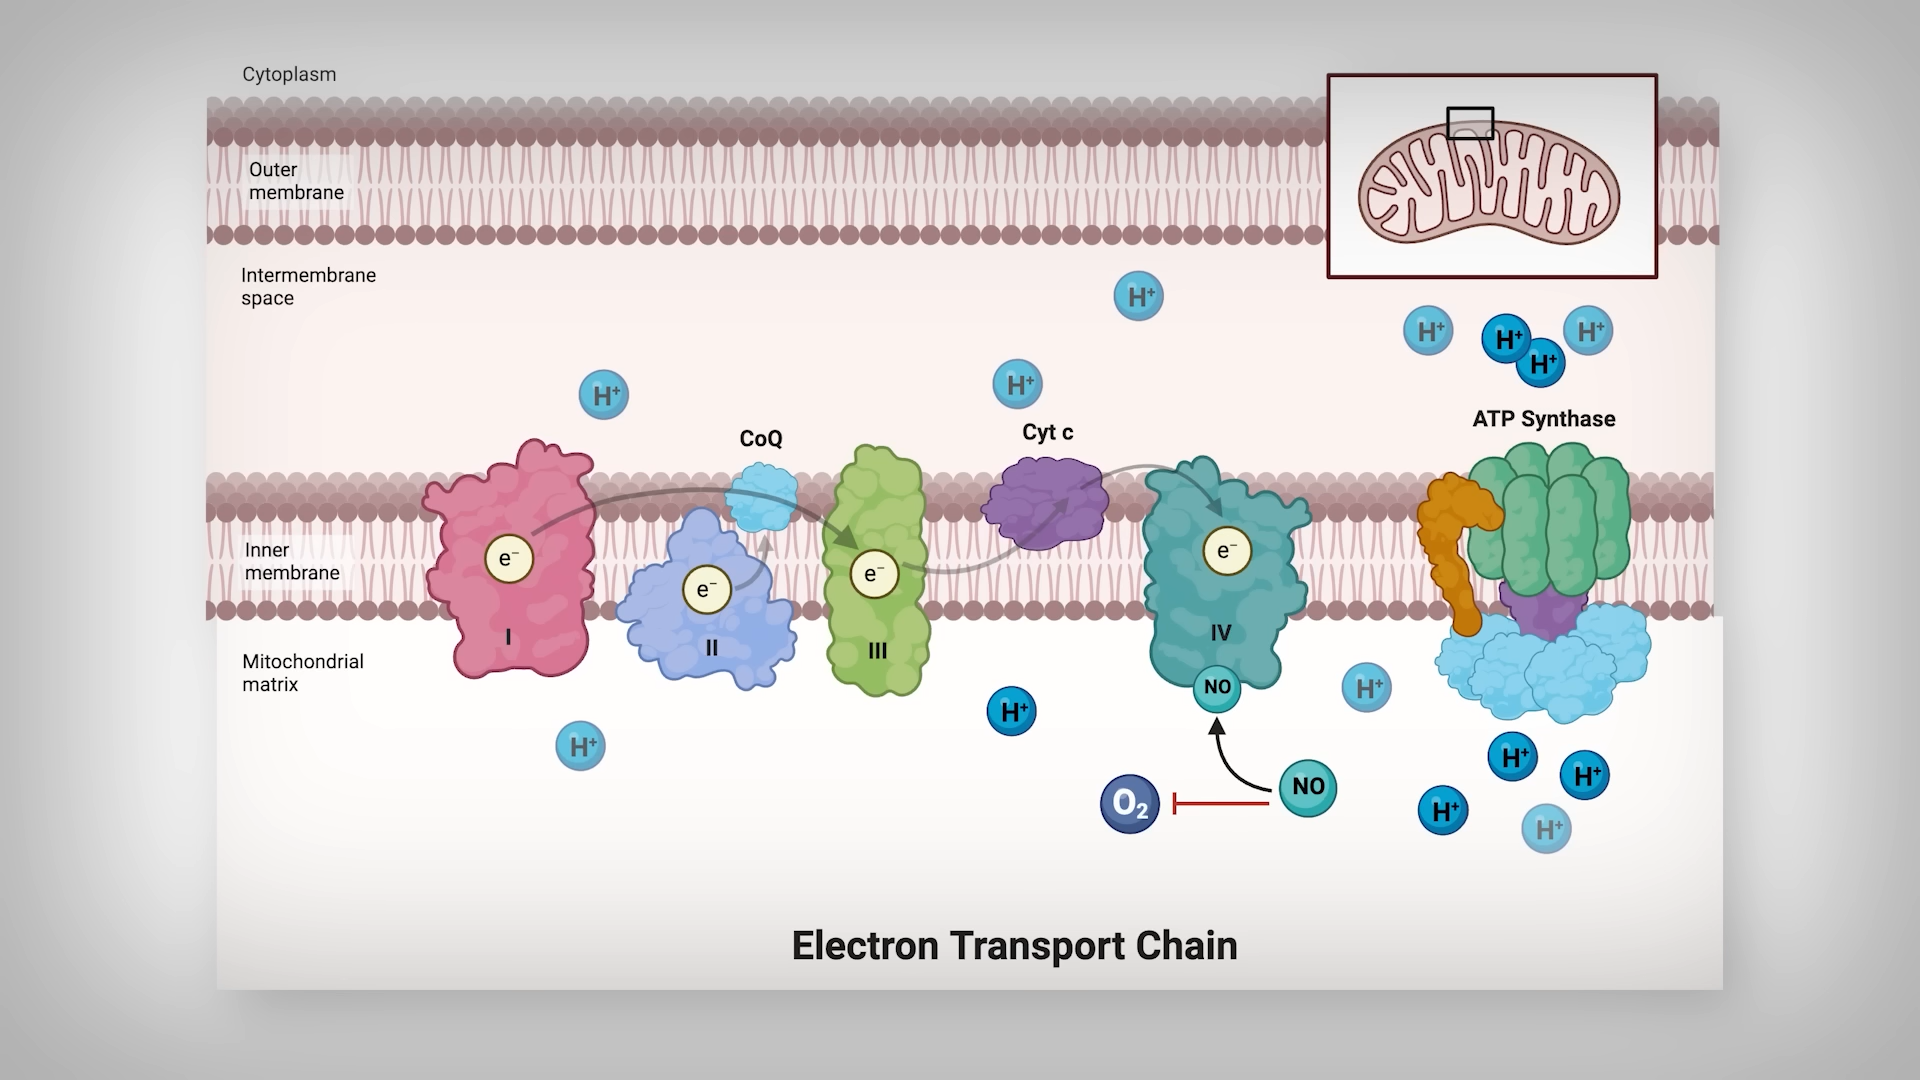 Cytoplasm
Outer
membrane
Intermembrane
space
H⁺
H⁺
H⁺
H⁺
H⁺
H⁺
H⁺
CoQ
Cyt c
ATP Synthase
Inner
membrane
e⁻
e⁻
e⁻
e⁻
I
II
III
IV
Mitochondrial
matrix
NO
H⁺
H⁺
H⁺
H⁺
H⁺
H⁺
H⁺
O₂
NO
Electron Transport Chain